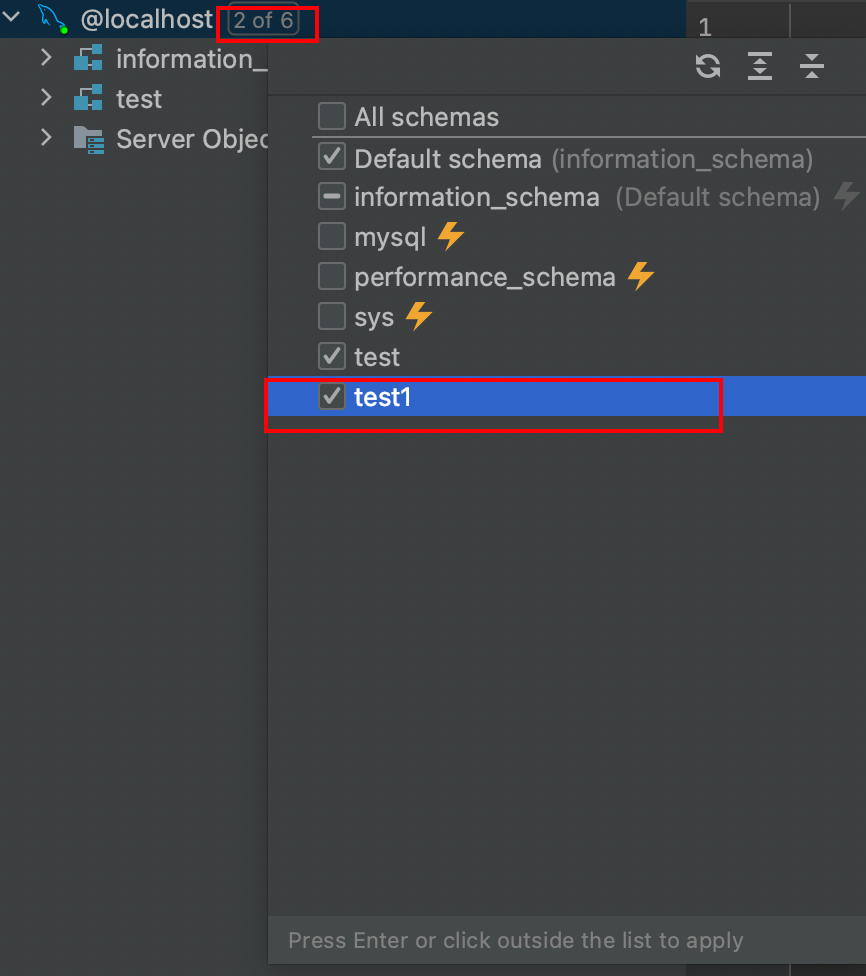 @localhost 2 of 6
1
information_
test
Server Objec
All schemas
Default schema (information_schema)
information_schema (Default schema)
mysql
performance_schema
sys
test
test1
Press Enter or click outside the list to apply